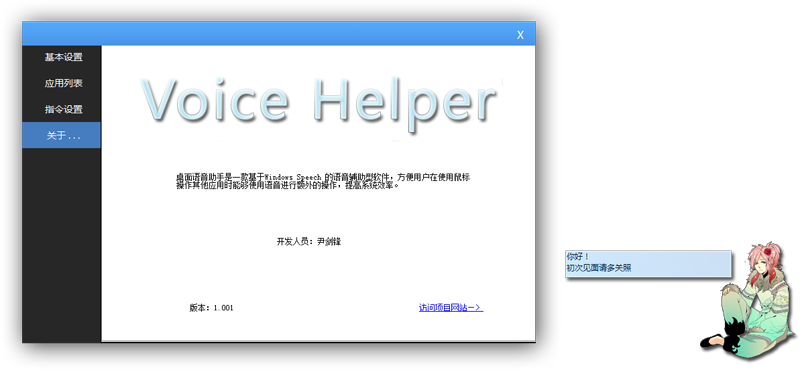 X
基本设置
应用列表
指令设置
关于 . . .
Voice Helper
桌面语音助手是一款基于Windows Speech 的语音辅助型软件，方便用户在使用鼠标
操作其他应用时能够使用语音进行额外的操作，提高系统效率。
开发人员：尹剑锋
版本：1.001
访问项目网站－＞
你好！
初次见面请多关照